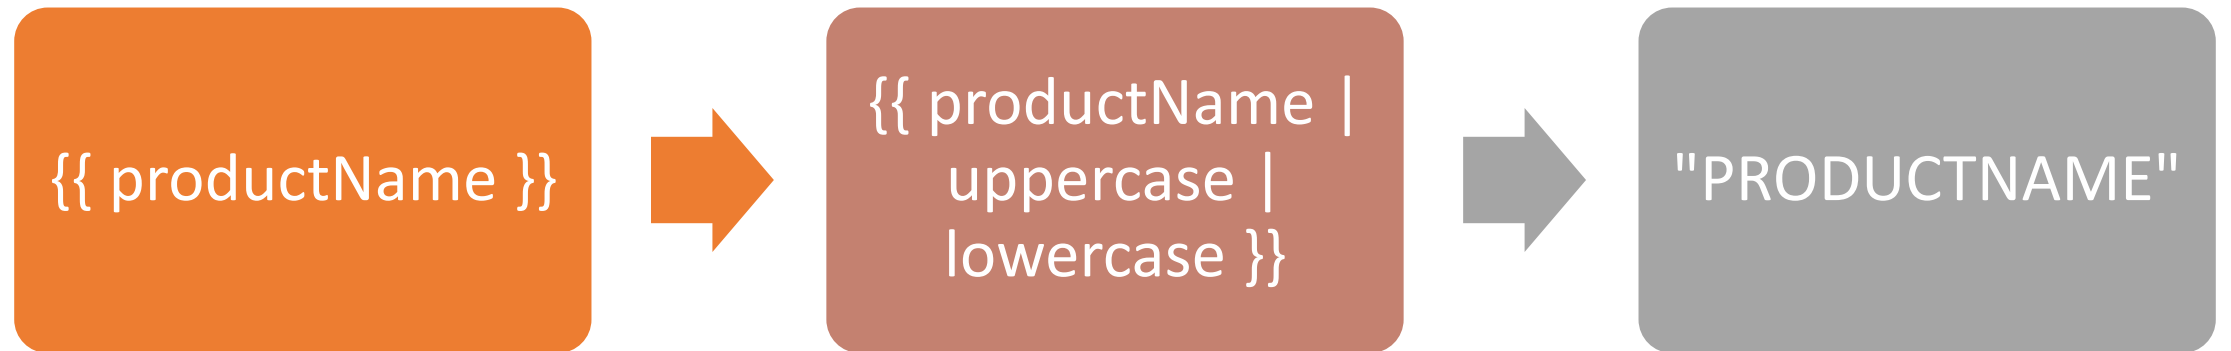 {{ productName }}
{{ productName |
uppercase |
lowercase }}
"PRODUCTNAME"